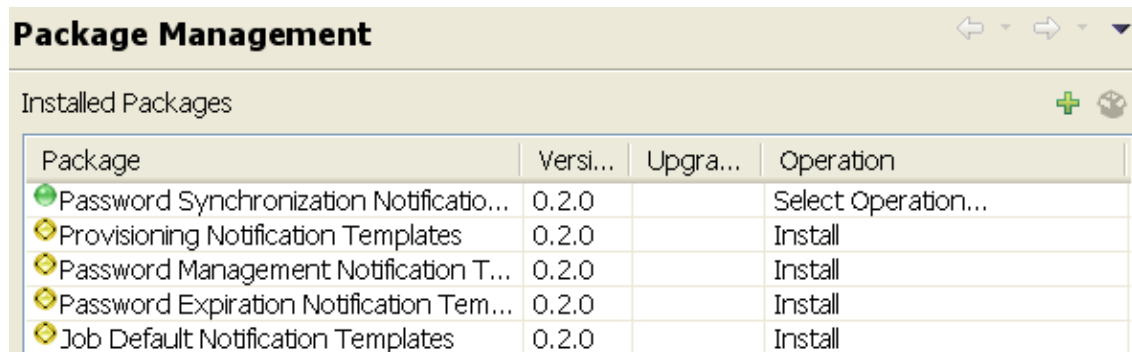 Package Management
Installed Packages
Package Versi... Upgra... Operation
Password Synchronization Notificatio... 0.2.0 Select Operation...
Provisioning Notification Templates 0.2.0 Install
Password Management Notification T... 0.2.0 Install
Password Expiration Notification Tem... 0.2.0 Install
Job Default Notification Templates 0.2.0 Install